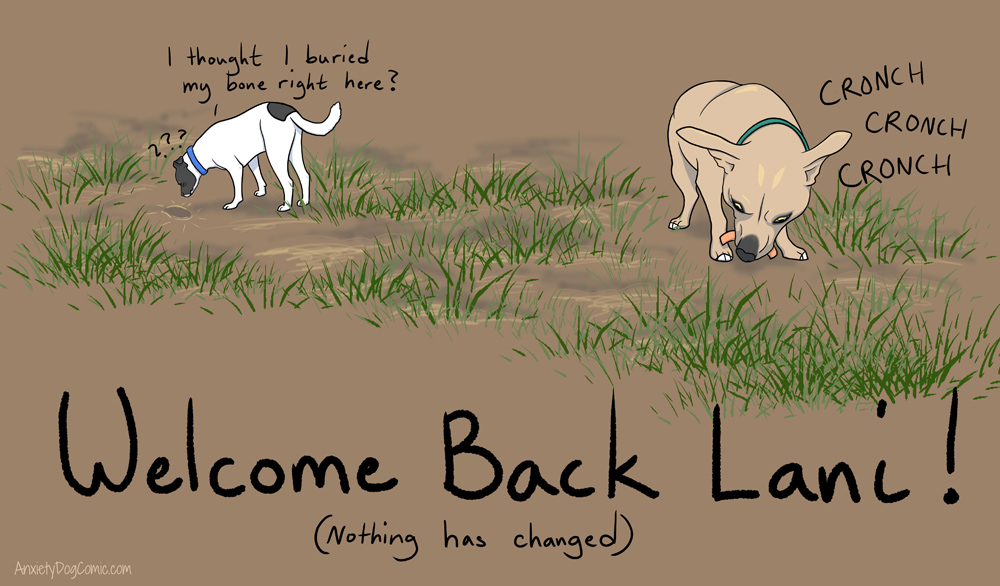 I thought I buried
my bone right here?
???
CRONCH
CRONCH
CRONCH
Welcome Back Lani!
(Nothing has changed)
AnxietyDogComic.com